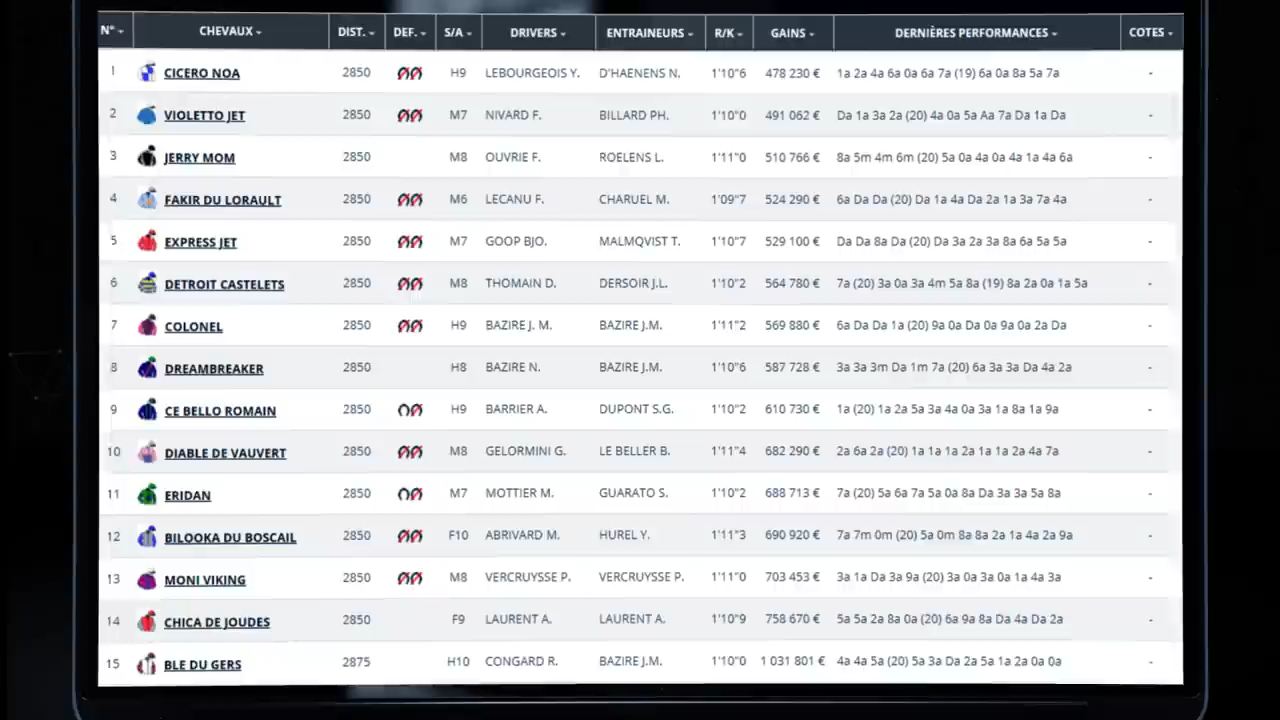 N° CHEVAUX DIST. DEF. S/A DRIVERS ENTRAINEURS R/K GAINS DERNIÈRES PERFORMANCES COTES
1 CICERO NOA 2850 H9 LEBOURGEOIS Y. D'HAENENS N. 1'10"6 478 230 € 1a 2a 4a 6a 0a 6a 7a (19) 6a 0a 8a 5a 7a -
2 VIOLETTO JET 2850 M7 NIVARD F. BILLARD PH. 1'10"0 491 062 € Da 1a 3a 2a (20) 4a 0a 5a Aa 7a Da 1a Da -
3 JERRY MOM 2850 M8 OUVRIE F. ROELENS L. 1'11"0 510 766 € 8a 5m 4m 6m (20) 5a 0a 4a 0a 4a 1a 4a 6a -
4 FAKIR DU LORAULT 2850 M6 LECANU F. CHARUEL M. 1'09"7 524 290 € 6a Da Da (20) Da 1a 4a Da 2a 1a 3a 7a 4a -
5 EXPRESS JET 2850 M7 GOOP BJO. MALMQVIST T. 1'10"7 529 100 € Da Da 8a Da (20) Da 3a 2a 3a 8a 6a 5a 5a -
6 DETROIT CASTELETS 2850 M8 THOMAIN D. DERSOIR J.L. 1'10"2 564 780 € 7a (20) 3a 0a 3a 4m 5a 8a (19) 8a 2a 0a 1a 5a -
7 COLONEL 2850 H9 BAZIRE J. M. BAZIRE J.M. 1'11"2 569 880 € 6a Da Da 1a (20) 9a 0a Da 0a 9a 0a 2a Da -
8 DREAMBREAKER 2850 H8 BAZIRE N. BAZIRE J.M. 1'10"6 587 728 € 3a 3a 3m Da 1m 7a (20) 6a 3a 3a Da 4a 2a -
9 CE BELLO ROMAIN 2850 H9 BARRIER A. DUPONT S.G. 1'10"2 610 730 € 1a (20) 1a 2a 5a 3a 4a 0a 3a 1a 8a 1a 9a -
10 DIABLE DE VAUVERT 2850 M8 GELORMINI G. LE BELLER B. 1'11"4 682 290 € 2a 6a 2a (20) 1a 1a 1a 2a 1a 1a 2a 4a 7a -
11 ERIDAN 2850 M7 MOTTIER M. GUARATO S. 1'10"2 688 713 € 7a (20) 5a 6a 7a 5a 0a 8a Da 3a 3a 5a 8a -
12 BILOOKA DU BOSCAIL 2850 F10 ABRIVARD M. HUREL Y. 1'11"3 690 920 € 7a 7m 0m (20) 5a 0m 8a 8a 2a 1a 4a 2a 9a -
13 MONI VIKING 2850 M8 VERCRUYSSE P. VERCRUYSSE P. 1'11"0 703 453 € 3a 1a Da 3a 9a (20) 3a 0a 3a 0a 1a 4a 3a -
14 CHICA DE JOUDES 2850 F9 LAURENT A. LAURENT A. 1'10"9 758 670 € 5a 5a 2a 8a 0a (20) 6a 9a 8a Da 4a Da 2a -
15 BLE DU GERS 2875 H10 CONGARD R. BAZIRE J.M. 1'10"0 1 031 801 € 4a 4a 5a (20) 5a 3a Da 2a 5a 1a 2a 0a 0a -